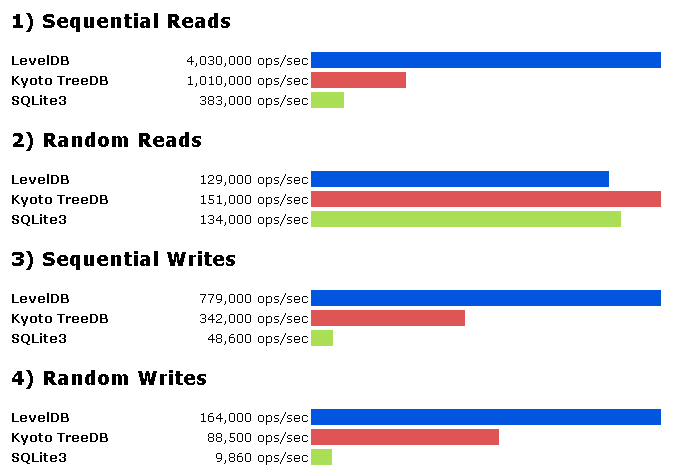 1) Sequential Reads
LevelDB 4,030,000 ops/sec
Kyoto TreeDB 1,010,000 ops/sec
SQLite3 383,000 ops/sec
2) Random Reads
LevelDB 129,000 ops/sec
Kyoto TreeDB 151,000 ops/sec
SQLite3 134,000 ops/sec
3) Sequential Writes
LevelDB 779,000 ops/sec
Kyoto TreeDB 342,000 ops/sec
SQLite3 48,600 ops/sec
4) Random Writes
LevelDB 164,000 ops/sec
Kyoto TreeDB 88,500 ops/sec
SQLite3 9,860 ops/sec